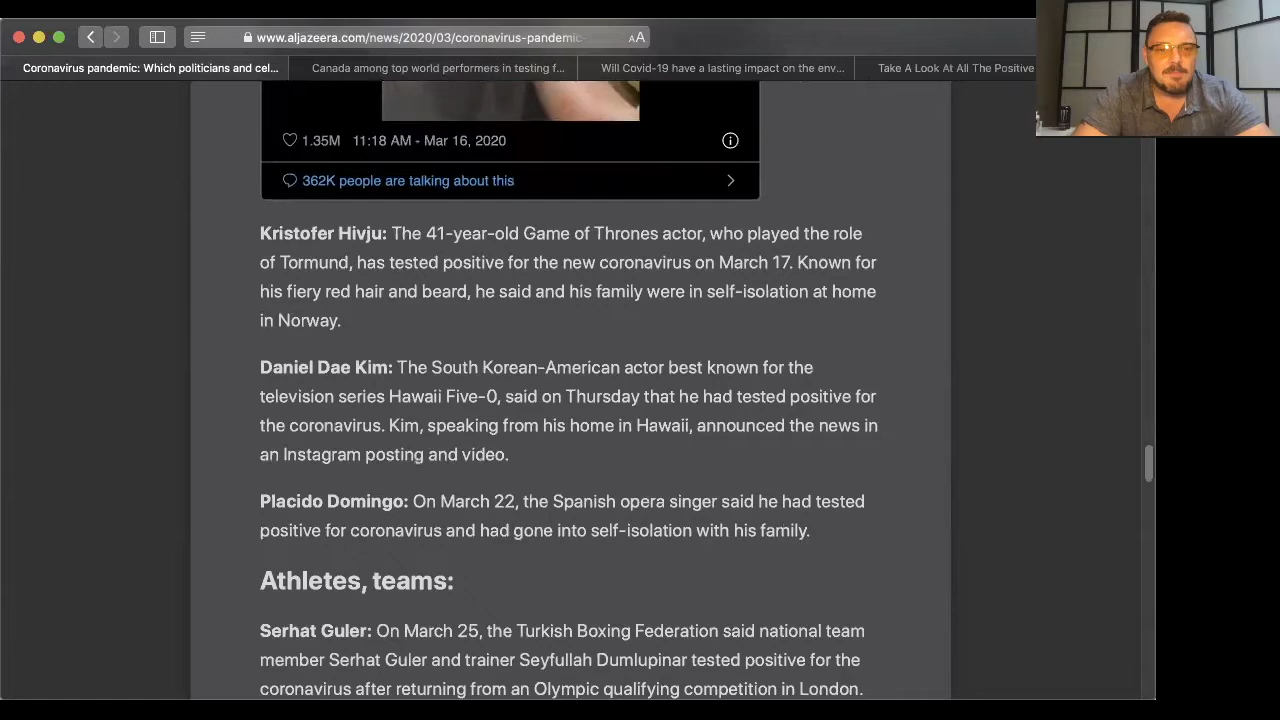 www.aljazeera.com/news/2020/03/coronavirus-pandemic-
AA
Coronavirus pandemic: Which politicians and cel...
Canada among top world performers in testing f...
Will Covid-19 have a lasting impact on the env...
Take A Look At All The Positive
1.35M 11:18 AM - Mar 16, 2020
362K people are talking about this
Kristofer Hivju: The 41-year-old Game of Thrones actor, who played the role
of Tormund, has tested positive for the new coronavirus on March 17. Known for
his fiery red hair and beard, he said and his family were in self-isolation at home
in Norway.
Daniel Dae Kim: The South Korean-American actor best known for the
television series Hawaii Five-0, said on Thursday that he had tested positive for
the coronavirus. Kim, speaking from his home in Hawaii, announced the news in
an Instagram posting and video.
Placido Domingo: On March 22, the Spanish opera singer said he had tested
positive for coronavirus and had gone into self-isolation with his family.
Athletes, teams:
Serhat Guler: On March 25, the Turkish Boxing Federation said national team
member Serhat Guler and trainer Seyfullah Dumlupinar tested positive for the
coronavirus after returning from an Olympic qualifying competition in London.